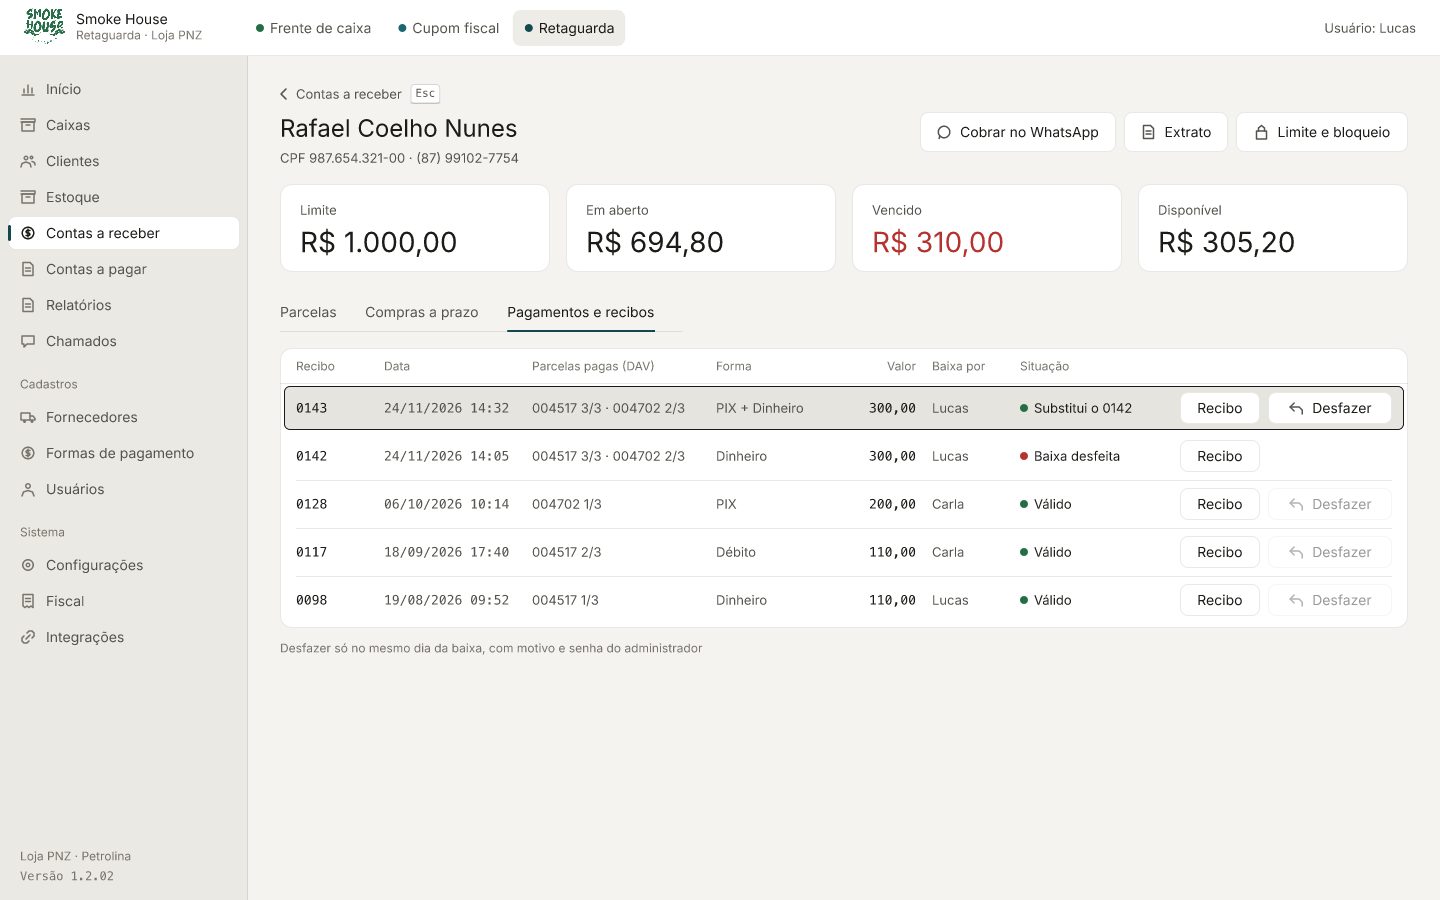 SMOKE HOUSE
Smoke House
Retaguarda · Loja PNZ
Frente de caixa
Cupom fiscal
Retaguarda
Usuário: Lucas
Início
Caixas
Clientes
Estoque
Contas a receber
Contas a pagar
Relatórios
Chamados
Cadastros
Fornecedores
Formas de pagamento
Usuários
Sistema
Configurações
Fiscal
Integrações
Loja PNZ · Petrolina
Versão 1.2.02
Contas a receber Esc
Rafael Coelho Nunes
CPF 987.654.321-00 · (87) 99102-7754
Cobrar no WhatsApp
Extrato
Limite e bloqueio
Limite
R$ 1.000,00
Em aberto
R$ 694,80
Vencido
R$ 310,00
Disponível
R$ 305,20
Parcelas Compras a prazo Pagamentos e recibos
Recibo Data Parcelas pagas (DAV) Forma Valor Baixa por Situação
0143 24/11/2026 14:32 004517 3/3 · 004702 2/3 PIX + Dinheiro 300,00 Lucas Substitui o 0142 Recibo Desfazer
0142 24/11/2026 14:05 004517 3/3 · 004702 2/3 Dinheiro 300,00 Lucas Baixa desfeita Recibo
0128 06/10/2026 10:14 004702 1/3 PIX 200,00 Carla Válido Recibo Desfazer
0117 18/09/2026 17:40 004517 2/3 Débito 110,00 Carla Válido Recibo Desfazer
0098 19/08/2026 09:52 004517 1/3 Dinheiro 110,00 Lucas Válido Recibo Desfazer
Desfazer só no mesmo dia da baixa, com motivo e senha do administrador